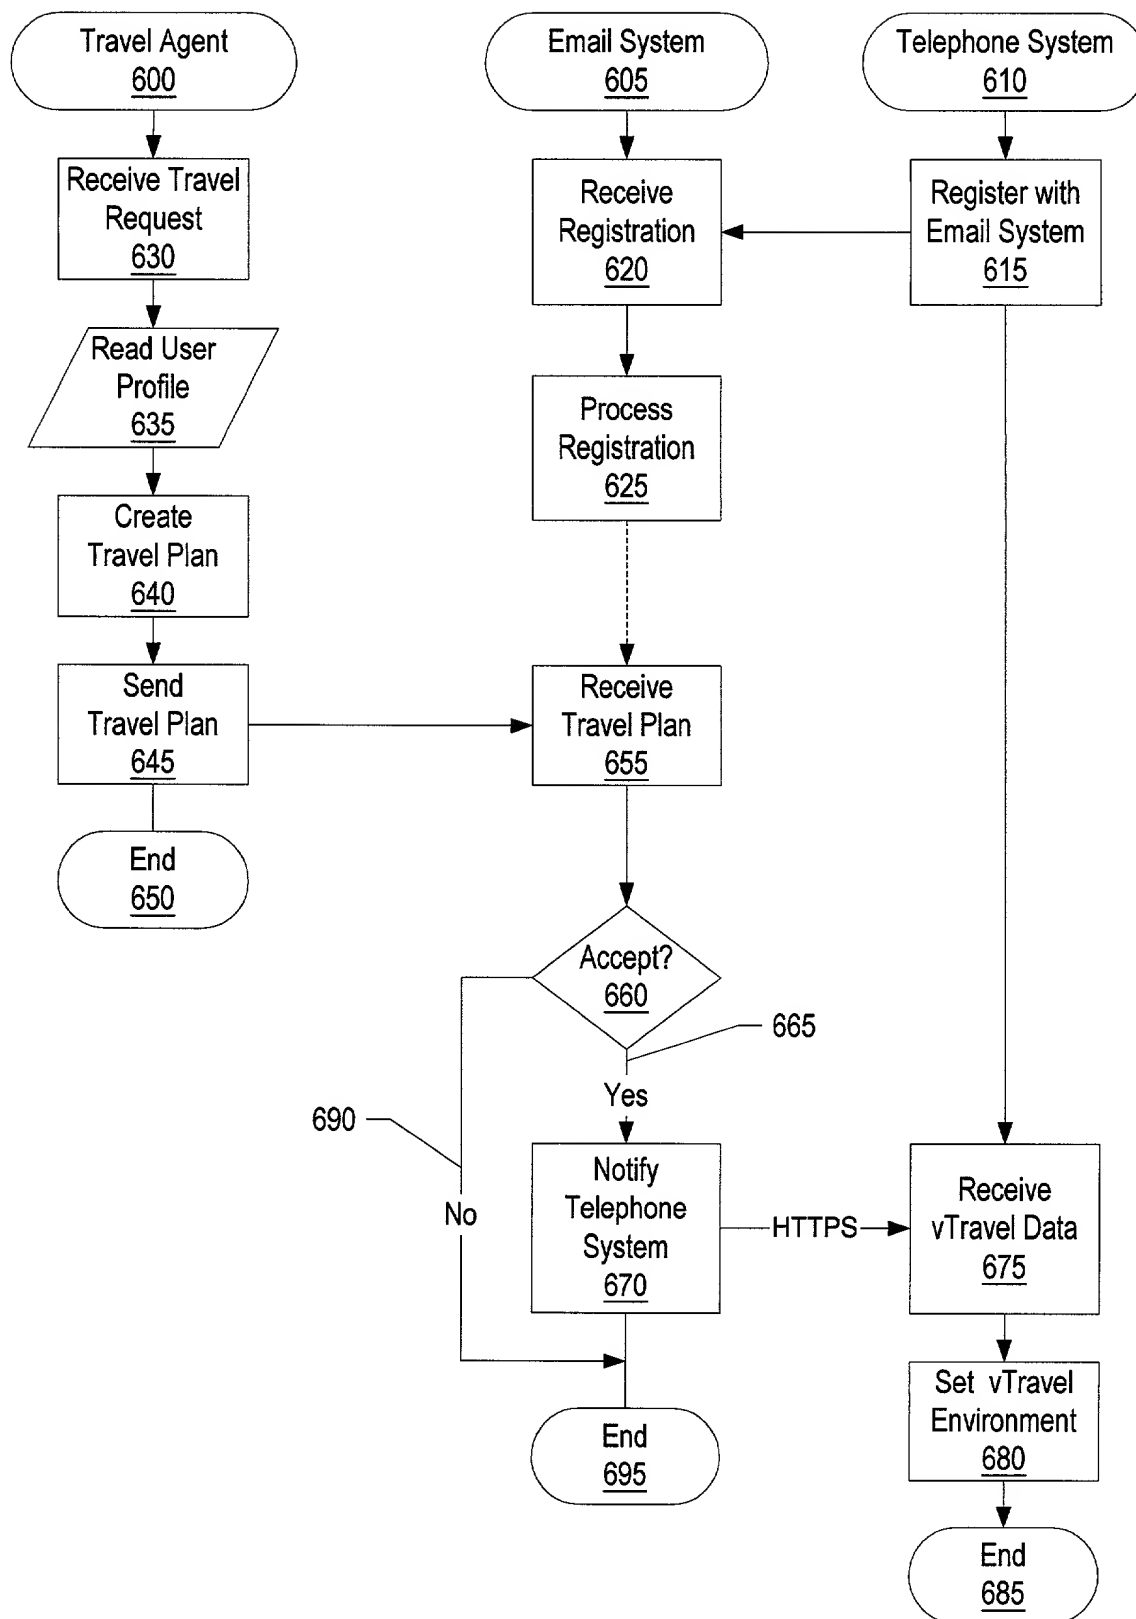 Travel Agent
600
Email System
605
Telephone System
610
Receive Travel
Request
630
Receive
Registration
620
Register with
Email System
615
Read User
Profile
635
Process
Registration
625
Create
Travel Plan
640
Send
Travel Plan
645
Receive
Travel Plan
655
End
650
Accept?
660
665
Yes
690
No
Notify
Telephone
System
670
HTTPS
Receive
vTravel Data
675
Set vTravel
Environment
680
End
695
End
685